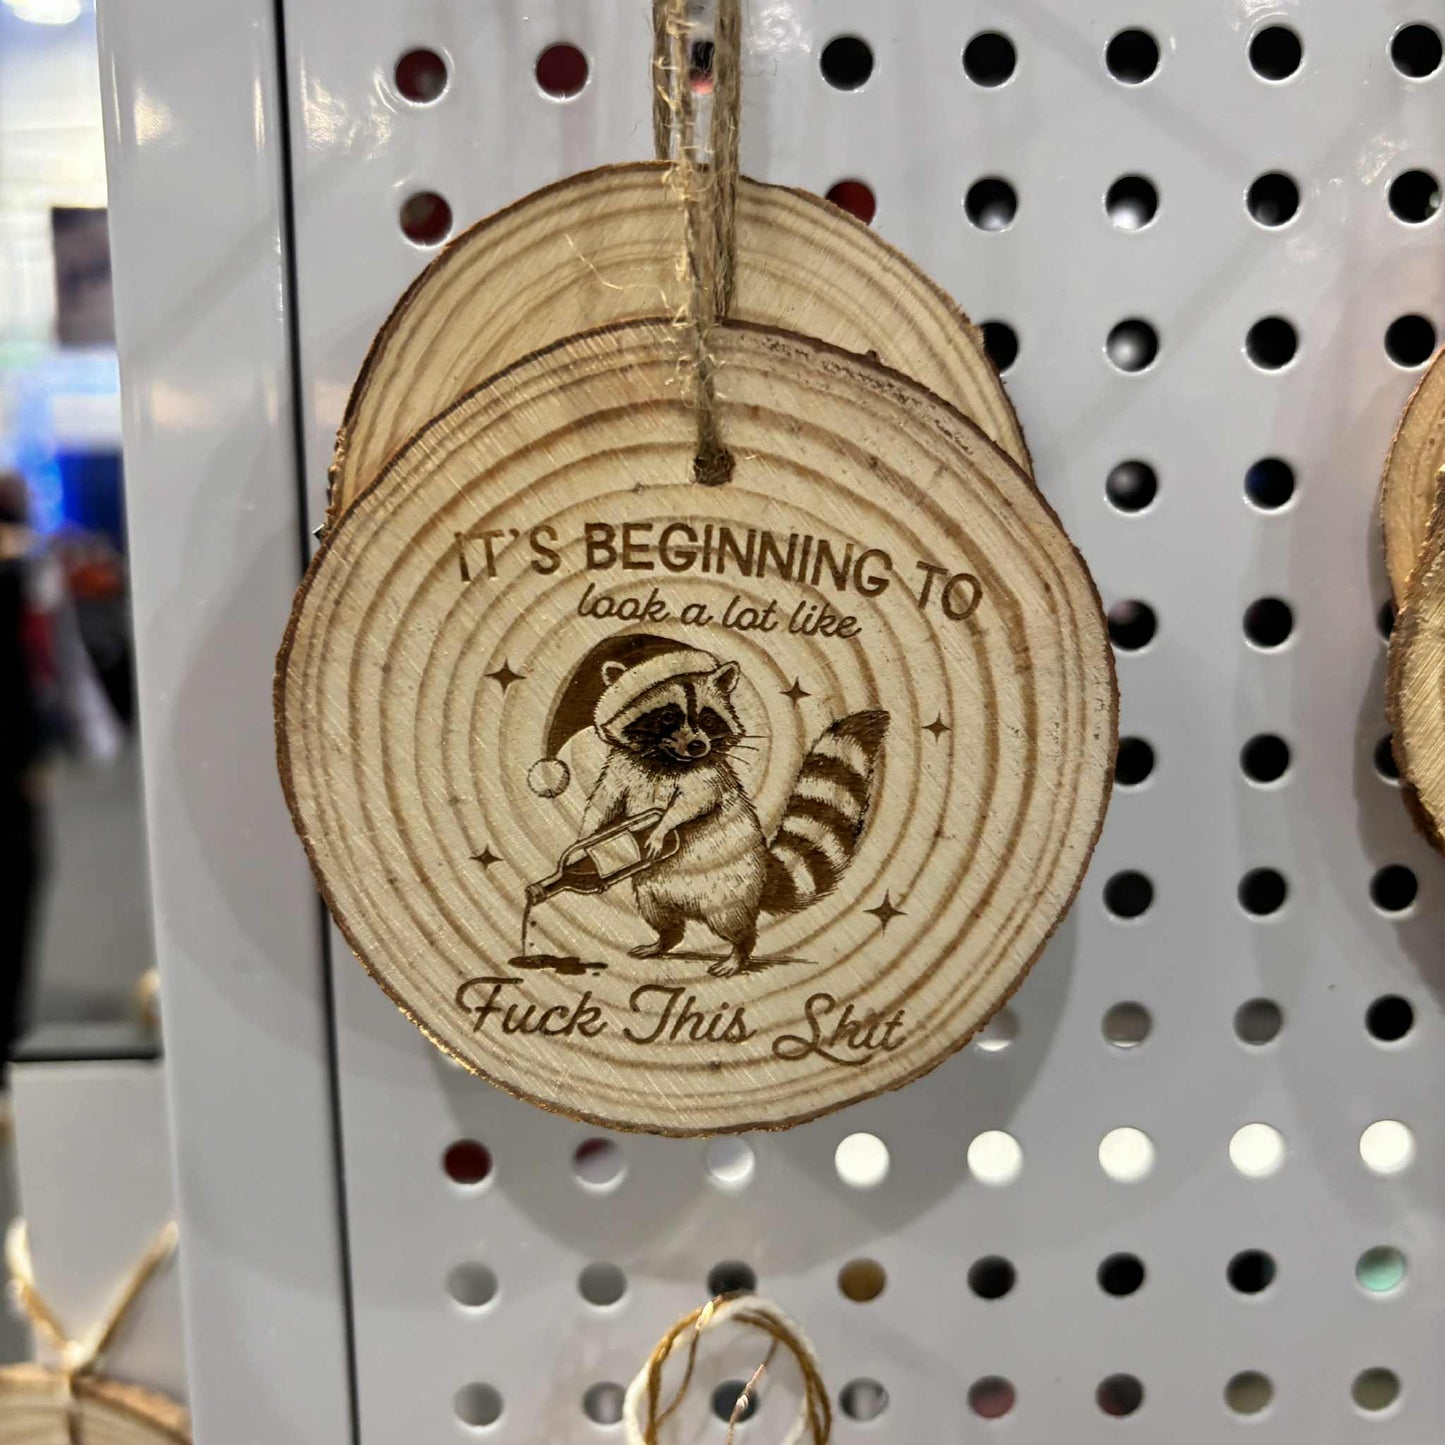 IT'S BEGINNING TO
look a lot like
Fuck This Shit